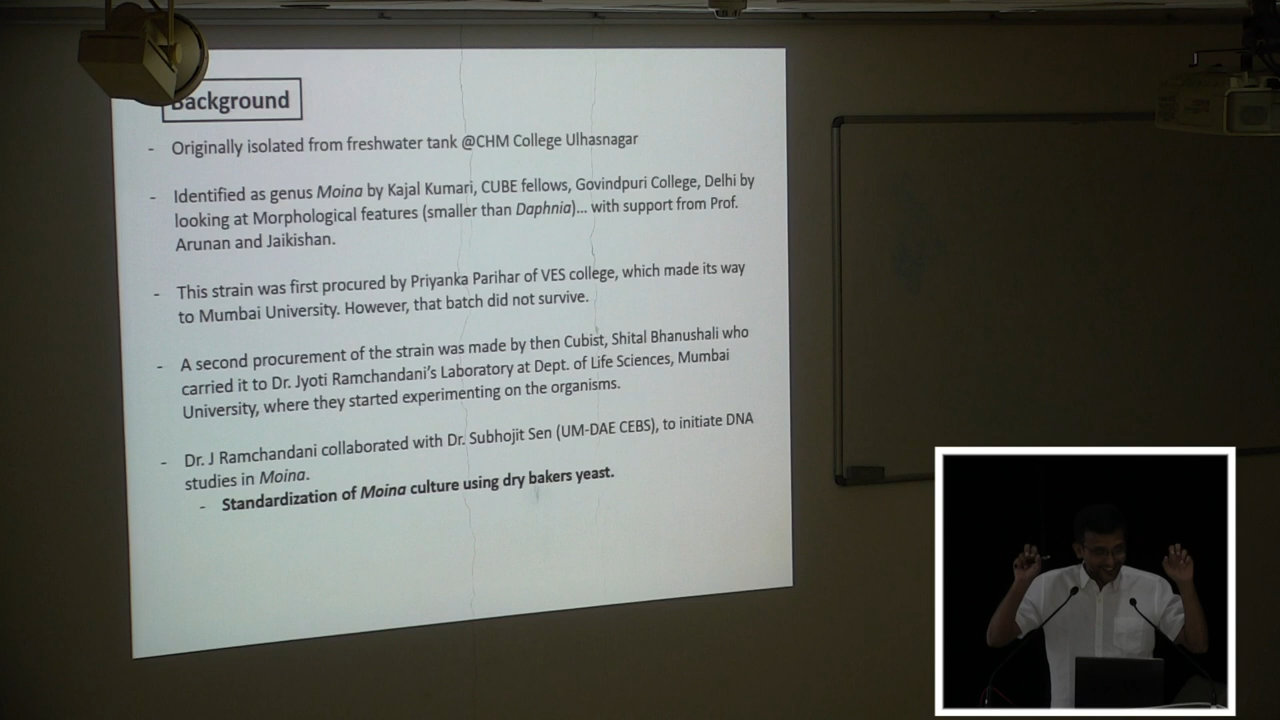 Background
- Originally isolated from freshwater tank @CHM College Ulhasnagar
- Identified as genus Moina by Kajal Kumari, CUBE fellows, Govindpuri College, Delhi by
looking at Morphological features (smaller than Daphnia)... with support from Prof.
Arunan and Jaikishan.
- This strain was first procured by Priyanka Parihar of VES college, which made its way
to Mumbai University. However, that batch did not survive.
- A second procurement of the strain was made by then Cubist, Shital Bhanushali who
carried it to Dr. Jyoti Ramchandani's Laboratory at Dept. of Life Sciences, Mumbai
University, where they started experimenting on the organisms.
- Dr. J Ramchandani collaborated with Dr. Subhojit Sen (UM-DAE CEBS), to initiate DNA
studies in Moina.
- Standardization of Moina culture using dry bakers yeast.